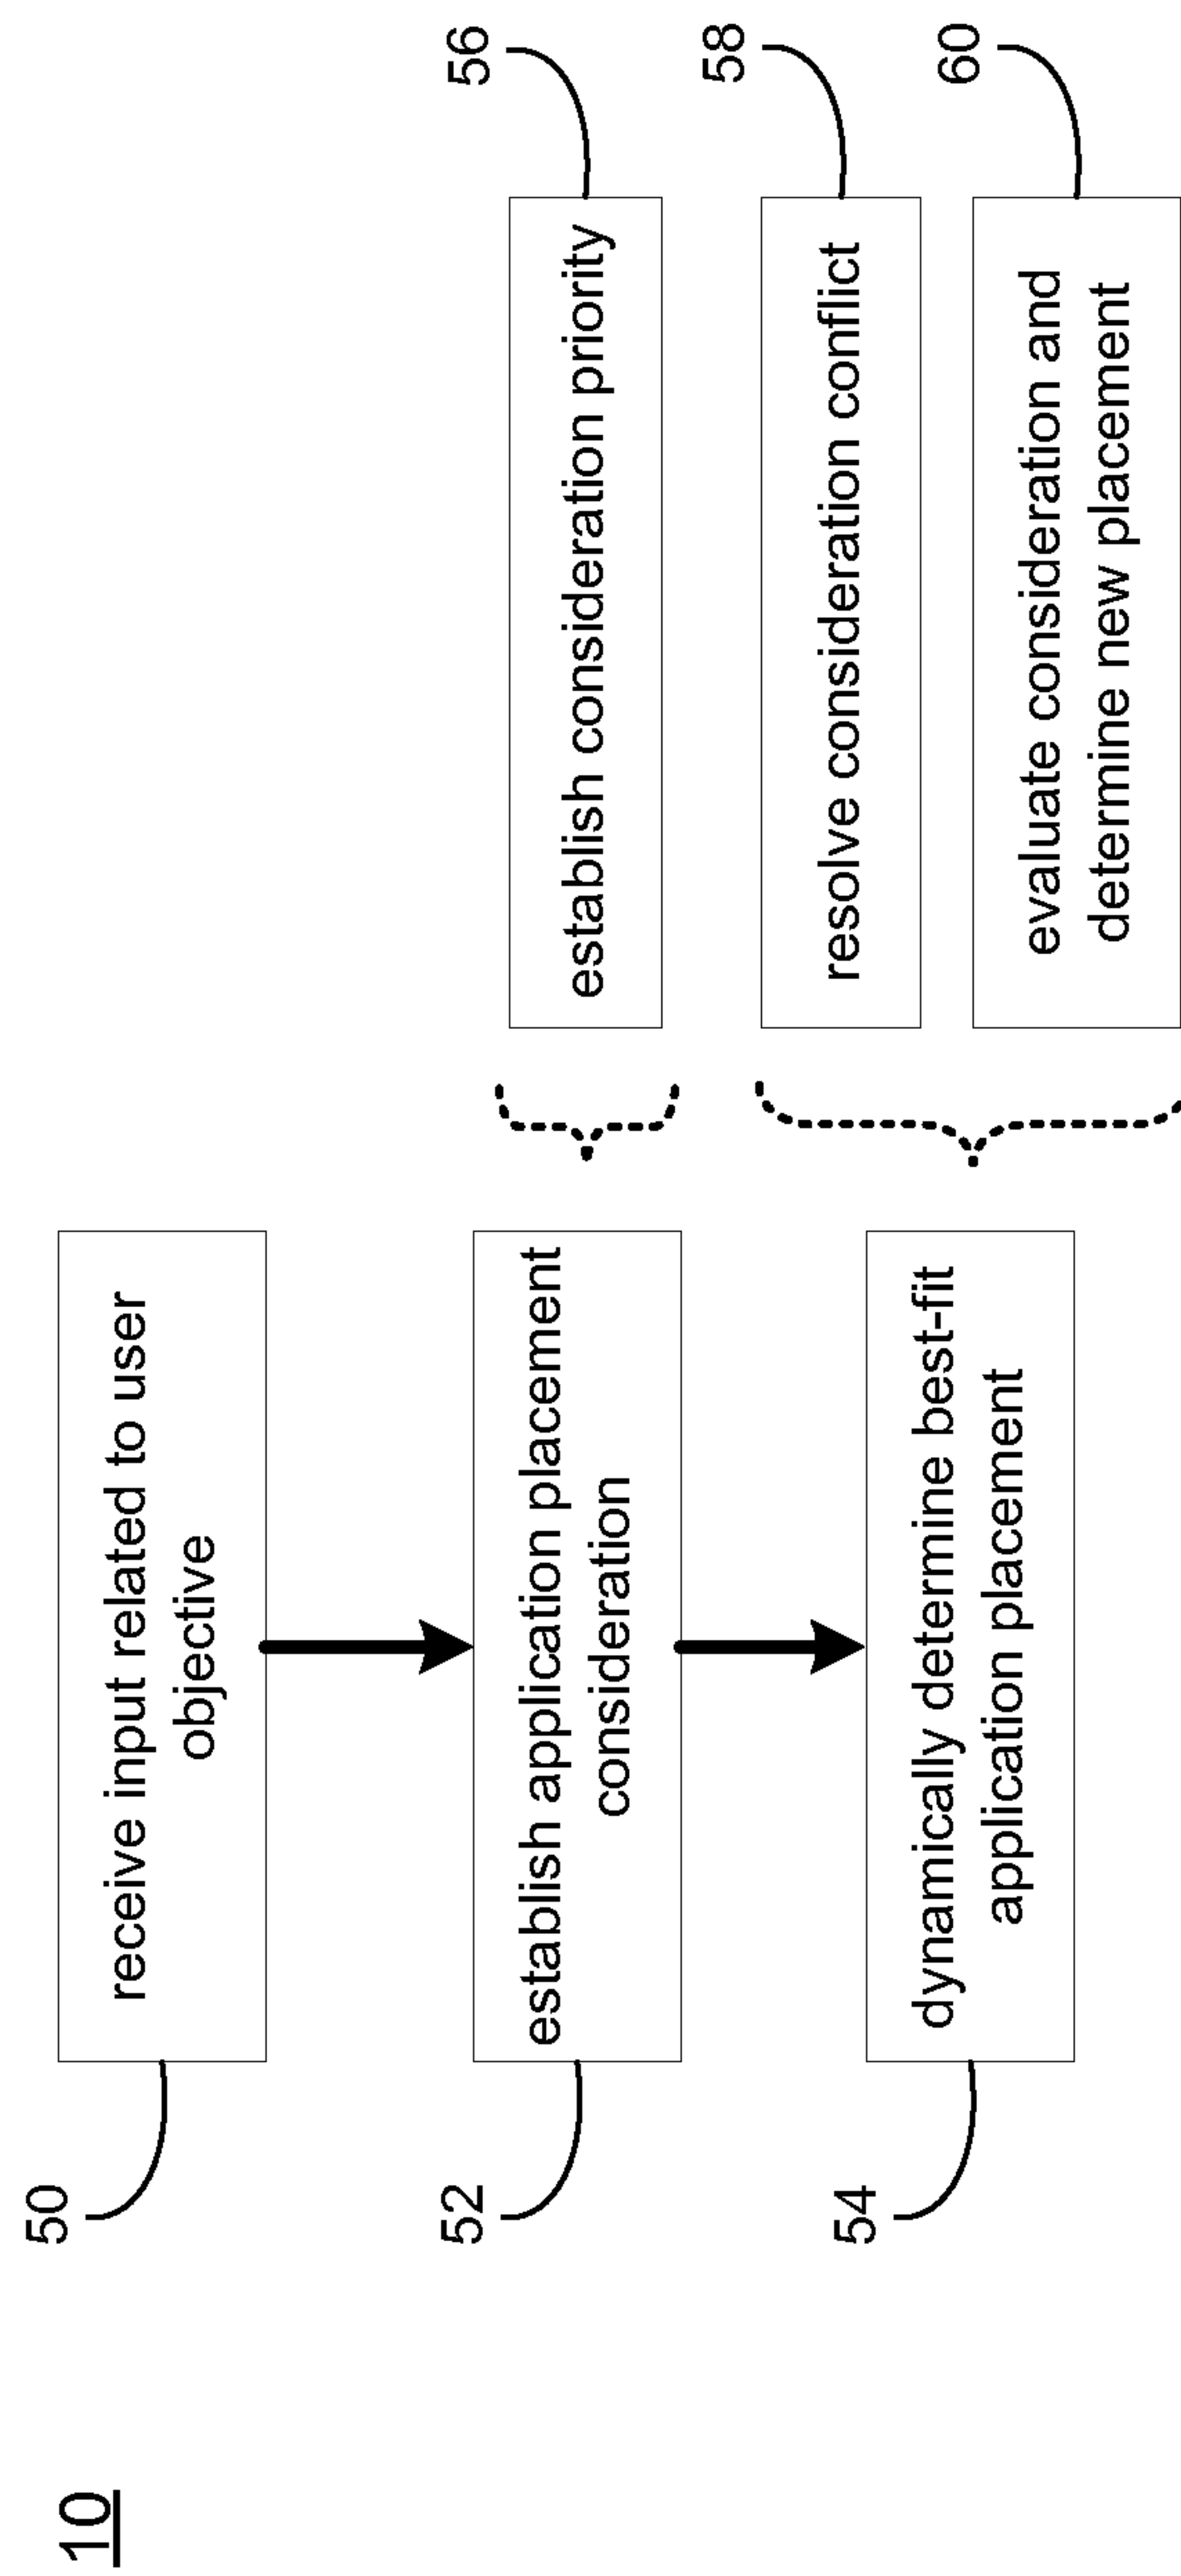 10
50
receive input related to user
objective
52
establish application placement
consideration
56
establish consideration priority
54
dynamically determine best-fit
application placement
58
resolve consideration conflict
60
evaluate consideration and
determine new placement